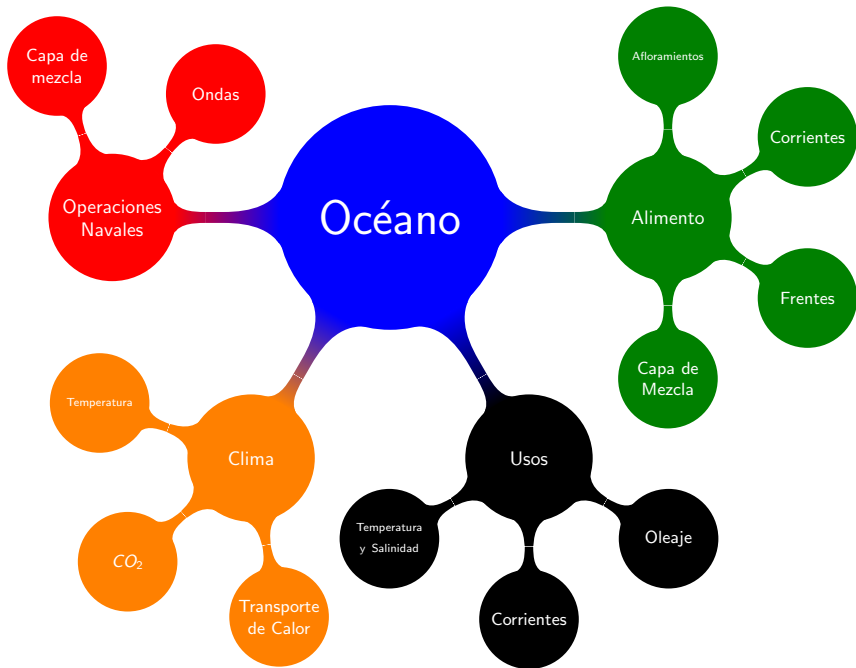 Océano
Operaciones
Navales
Capa de
mezcla
Ondas
Alimento
Afloramientos
Corrientes
Frentes
Capa de
Mezcla
Clima
Temperatura
CO₂
Transporte
de Calor
Usos
Temperatura
y Salinidad
Corrientes
Oleaje